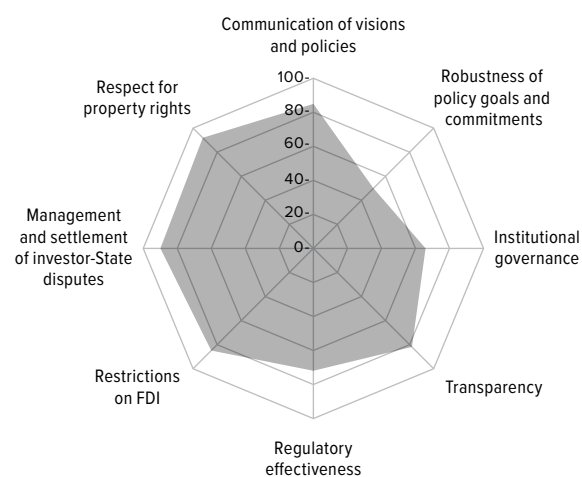 Communication of visions
and policies
Robustness of
policy goals and
commitments
Institutional
governance
Transparency
Regulatory
effectiveness
Restrictions
on FDI
Management
and settlement
of investor-State
disputes
Respect for
property rights
100-
80-
60-
40-
20-
0-